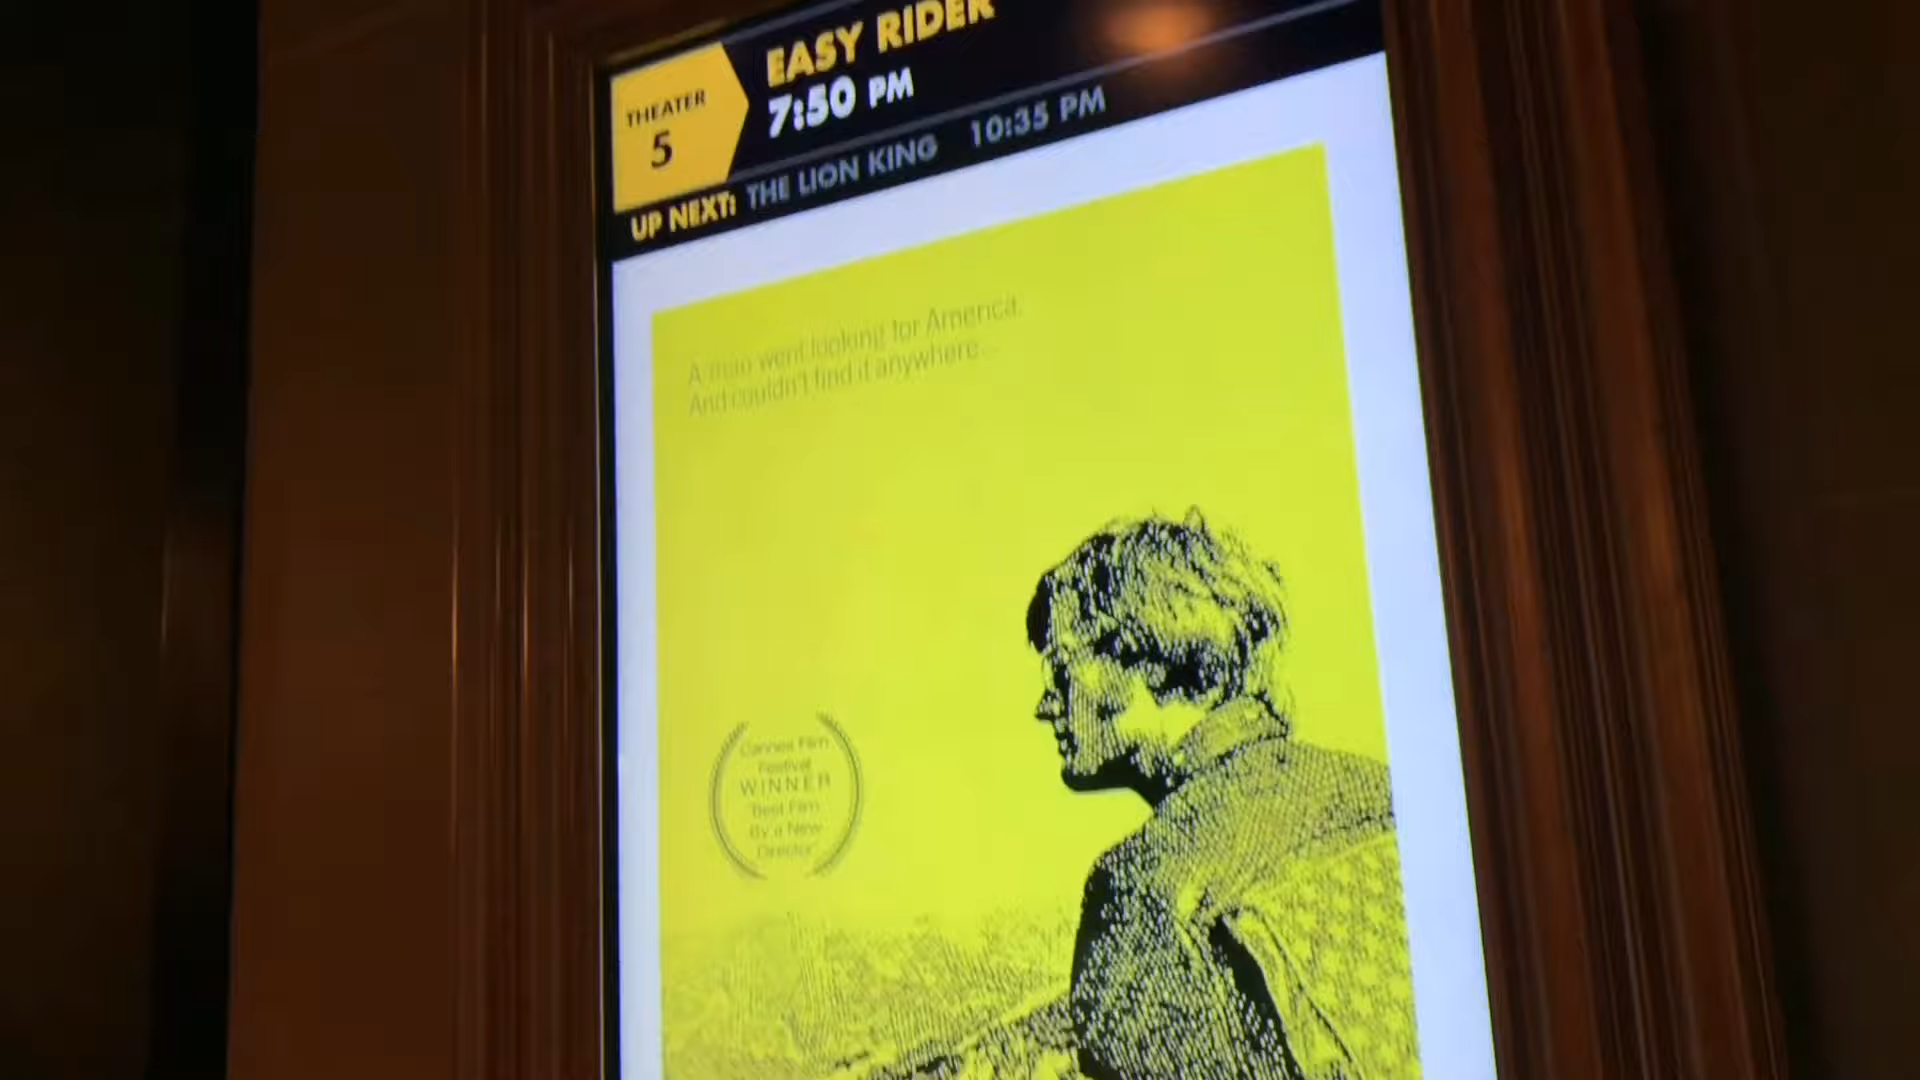 THEATER
5
EASY RIDER
7:50 PM
UP NEXT: THE LION KING 10:35 PM
A man went looking for America.
And couldn't find it anywhere...
Cannes Film
Festival
WINNER
"Best Film
By a New
Director"